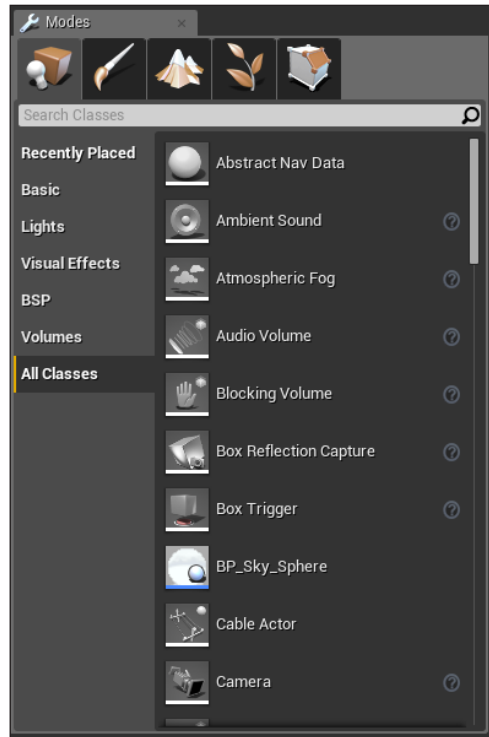 Modes
Search Classes
Recently Placed
Basic
Lights
Visual Effects
BSP
Volumes
All Classes
Abstract Nav Data
Ambient Sound
Atmospheric Fog
Audio Volume
Blocking Volume
Box Reflection Capture
Box Trigger
BP_Sky_Sphere
Cable Actor
Camera